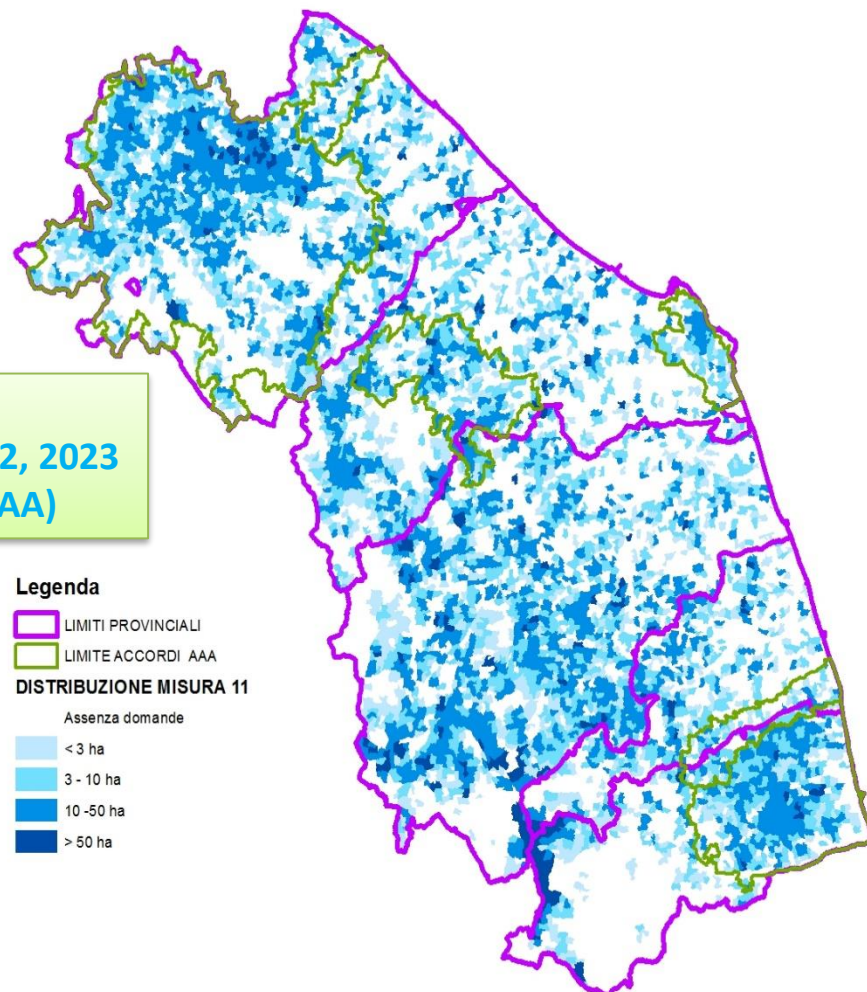 2, 2023
AA)
Legenda
LIMITI PROVINCIALI
LIMITE ACCORDI AAA
DISTRIBUZIONE MISURA 11
Assenza domande
< 3 ha
3 - 10 ha
10 -50 ha
> 50 ha